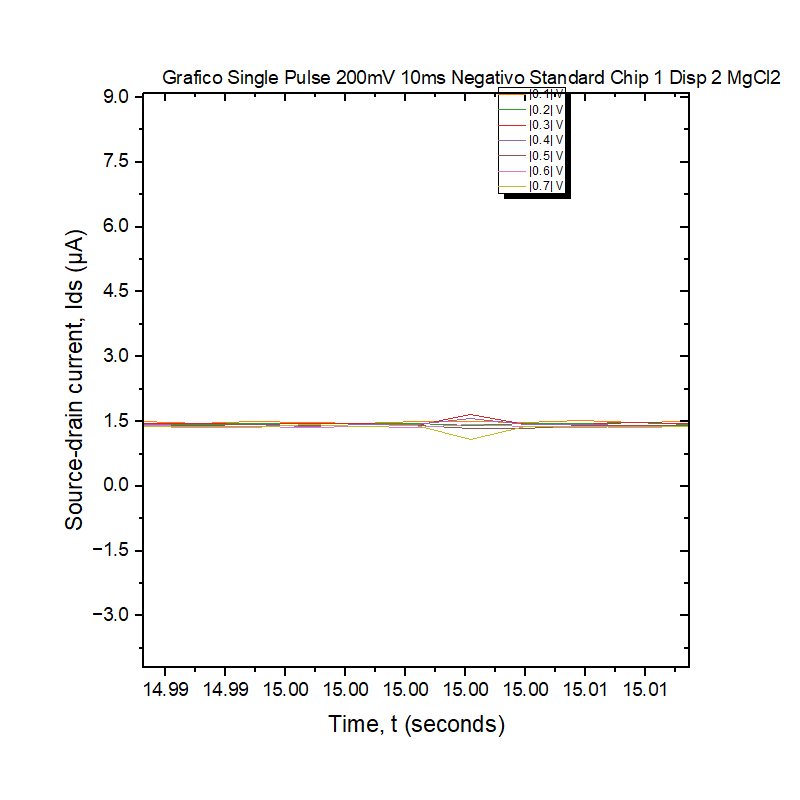 Grafico Single Pulse 200mV 10ms Negativo Standard Chip 1 Disp 2 MgCl2
|0.1| V
|0.2| V
|0.3| V
|0.4| V
|0.5| V
|0.6| V
|0.7| V
9.0
7.5
6.0
4.5
3.0
1.5
0.0
−1.5
−3.0
Source-drain current, Ids (μA)
14.99 14.99 15.00 15.00 15.00 15.00 15.00 15.01 15.01
Time, t (seconds)